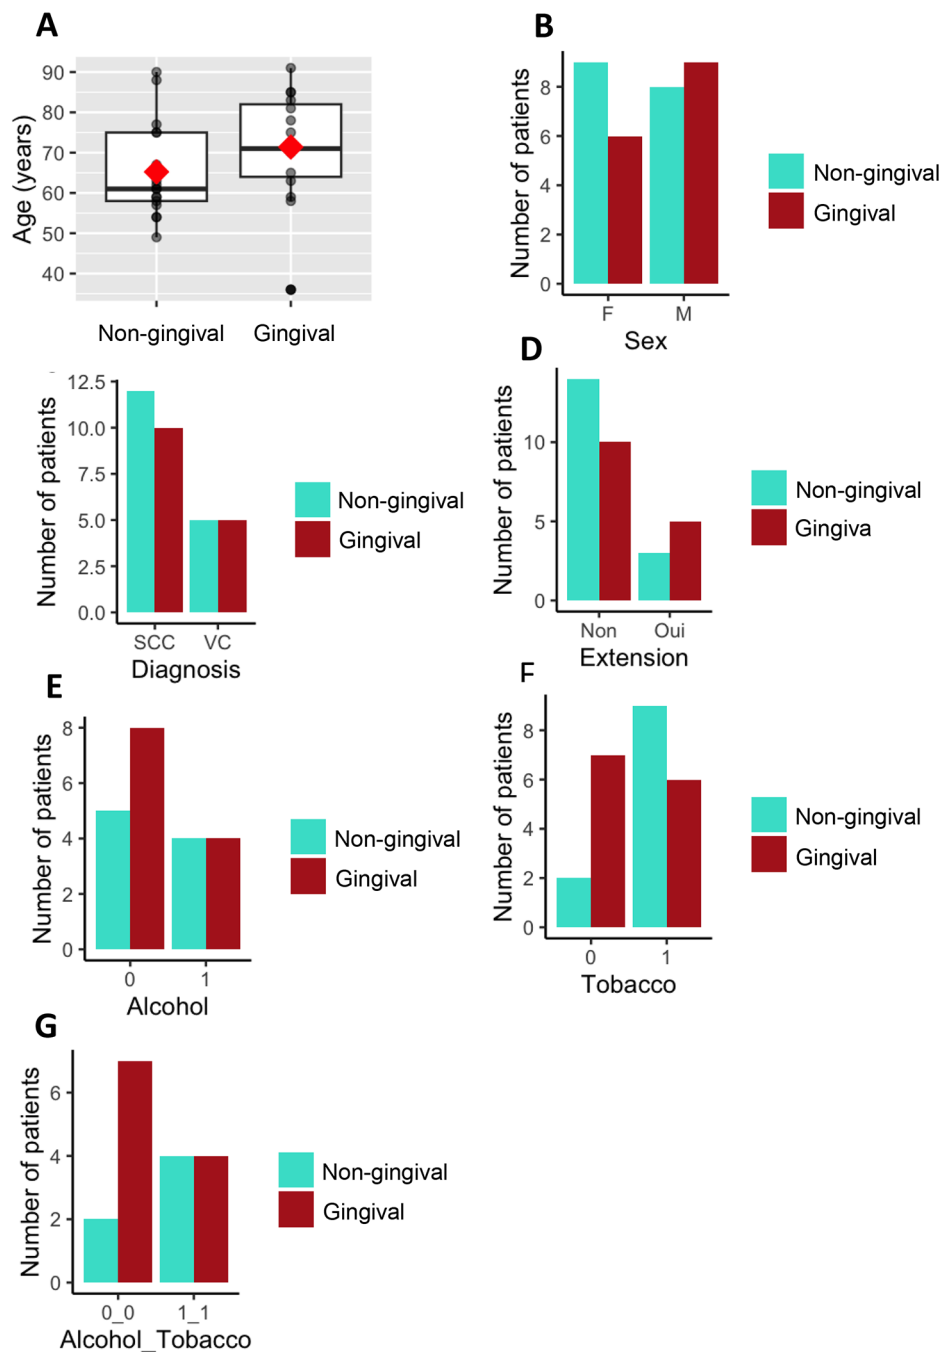 A
Age (years)
90
80
70
60
50
40
Non-gingival Gingival
B
Number of patients
8
6
4
2
0
F M
Sex
Non-gingival
Gingival
Number of patients
12.5
10.0
7.5
5.0
2.5
0.0
SCC VC
Diagnosis
Non-gingival
Gingival
D
Number of patients
10
5
0
Non Oui
Extension
Non-gingival
Gingiva
E
Number of patients
8
6
4
2
0
0 1
Alcohol
Non-gingival
Gingival
F
Number of patients
8
6
4
2
0
0 1
Tobacco
Non-gingival
Gingival
G
Number of patients
6
4
2
0
0_0 1_1
Alcohol_Tobacco
Non-gingival
Gingival